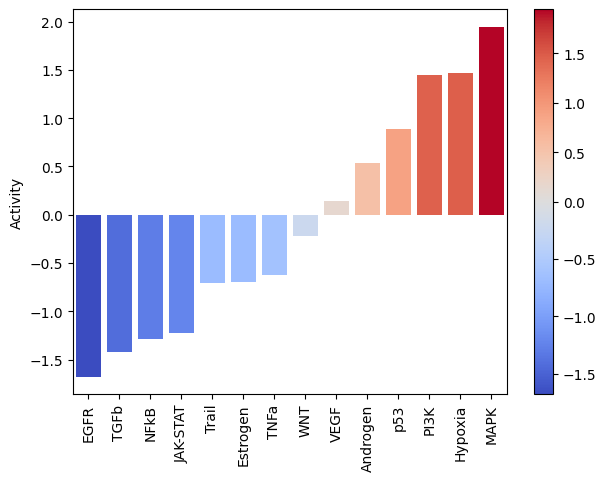 2.0
1.5
1.0
0.5
0.0
−0.5
−1.0
−1.5
Activity
EGFR
TGFb
NFkB
JAK-STAT
Trail
Estrogen
TNFa
WNT
VEGF
Androgen
p53
PI3K
Hypoxia
MAPK
1.5
1.0
0.5
0.0
−0.5
−1.0
−1.5